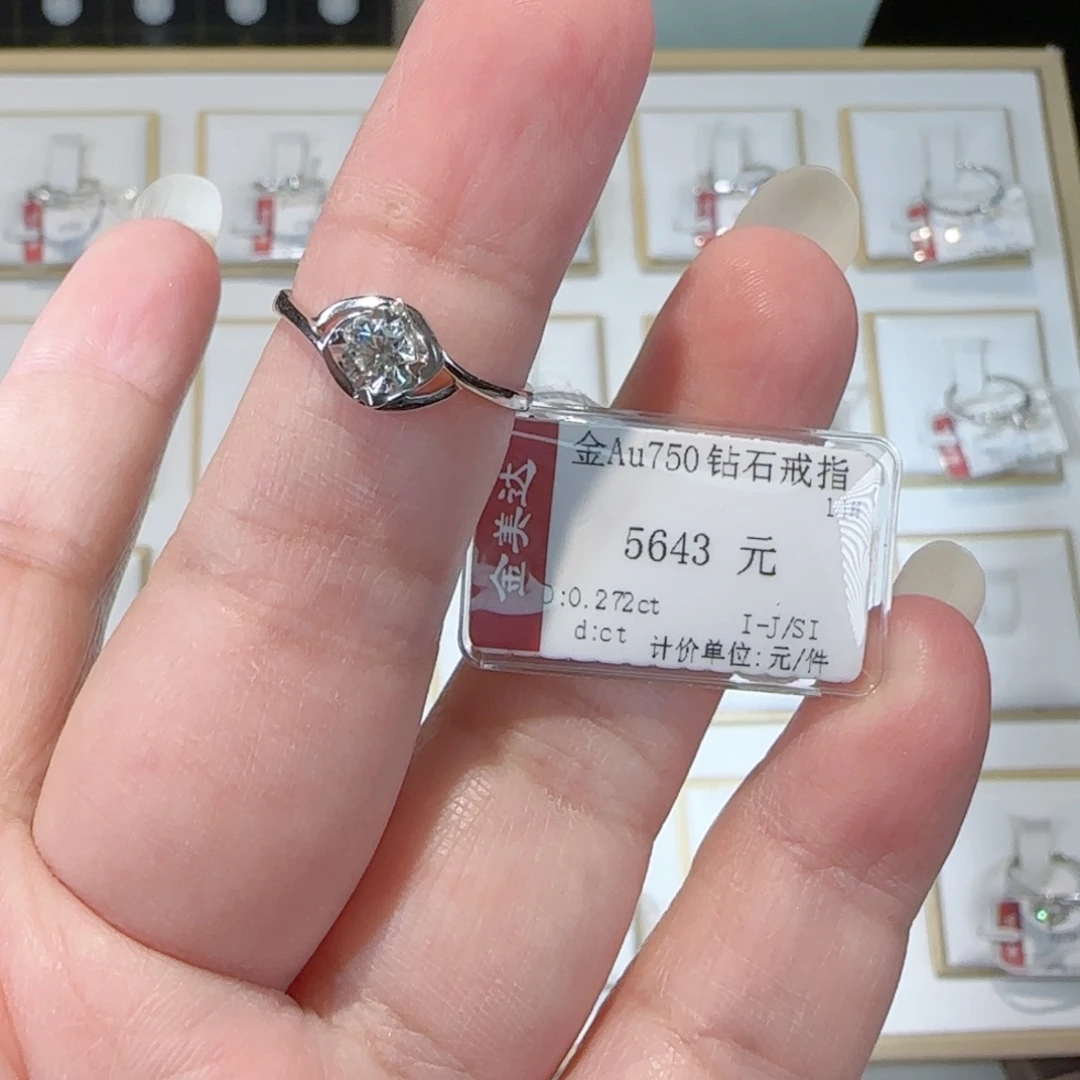 金美达
金Au750钻石戒指
5643 元
D:0.272ct
I-j/SI
d:ct
计价单位:元/件